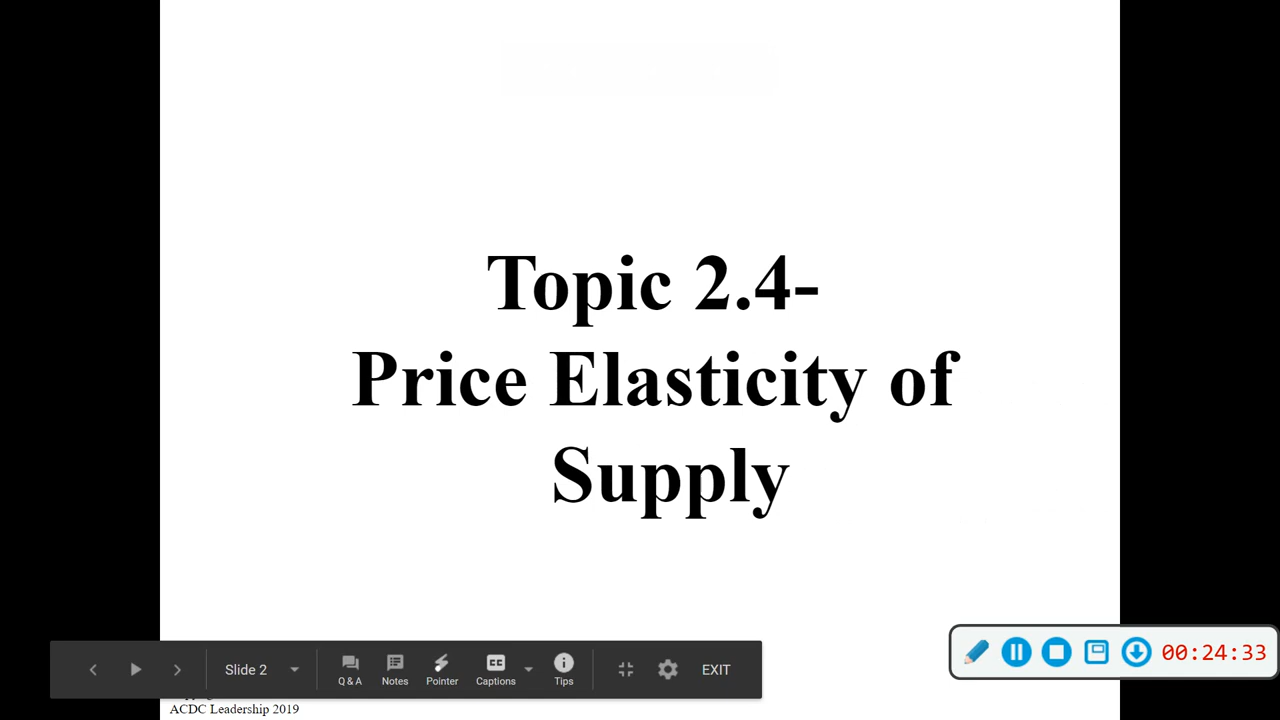 Topic 2.4-
Price Elasticity of
Supply
Slide 2
Q & A
Notes
Pointer
CC
Captions
Tips
EXIT
00:24:33
ACDC Leadership 2019